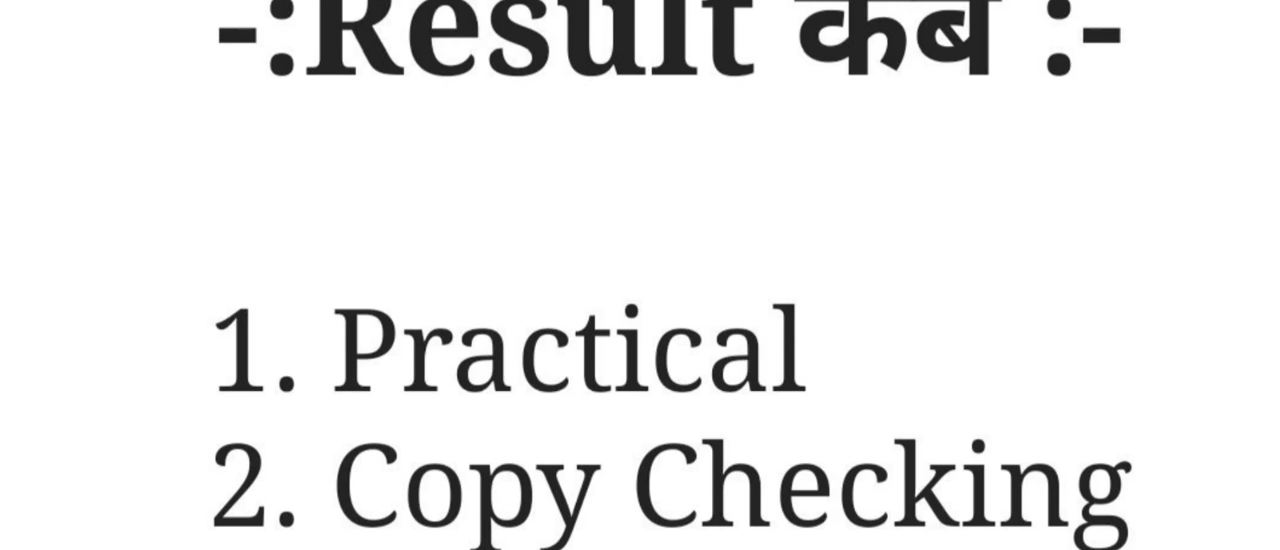 -:Result कब :-
1. Practical
2. Copy Checking